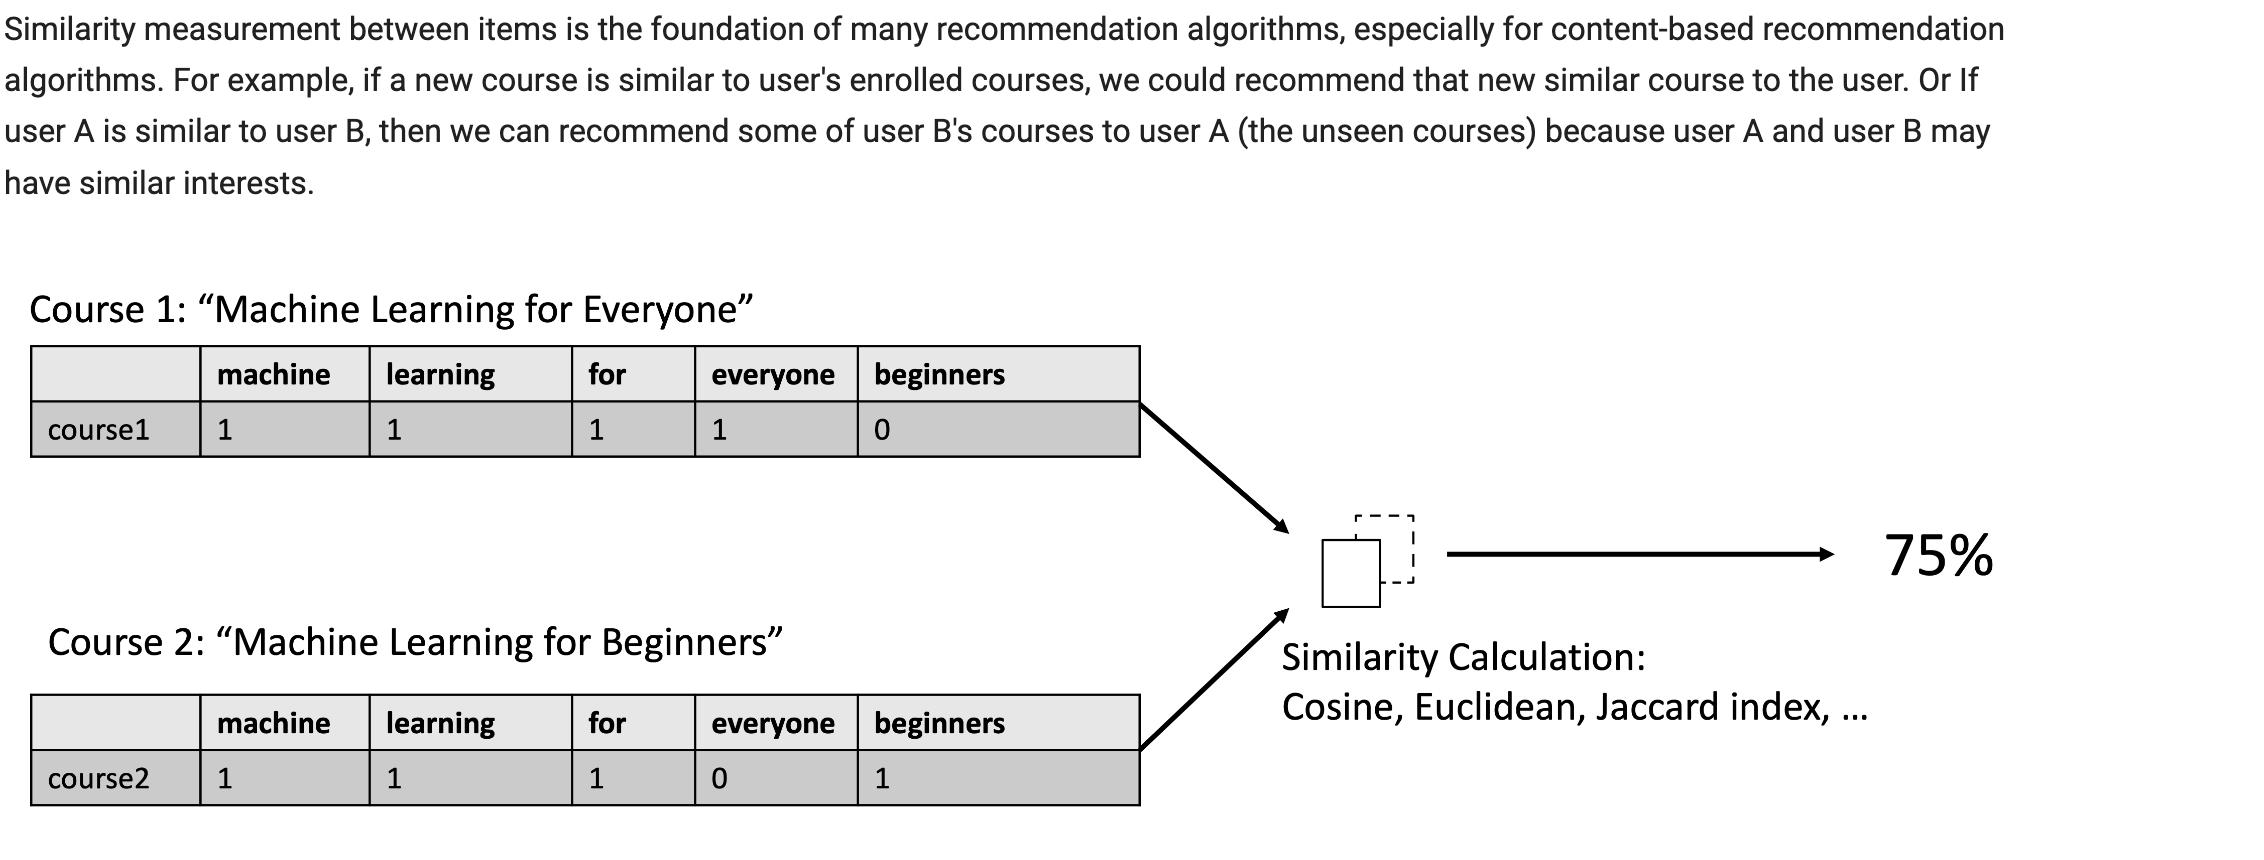 Similarity measurement between items is the foundation of many recommendation algorithms, especially for content-based recommendation
algorithms. For example, if a new course is similar to user's enrolled courses, we could recommend that new similar course to the user. Or If
user A is similar to user B, then we can recommend some of user B's courses to user A (the unseen courses) because user A and user B may
have similar interests.
Course 1: “Machine Learning for Everyone”
machine learning for everyone beginners
course1 1 1 1 1 0
75%
Course 2: “Machine Learning for Beginners”
Similarity Calculation:
Cosine, Euclidean, Jaccard index, ...
machine learning for everyone beginners
course2 1 1 1 0 1